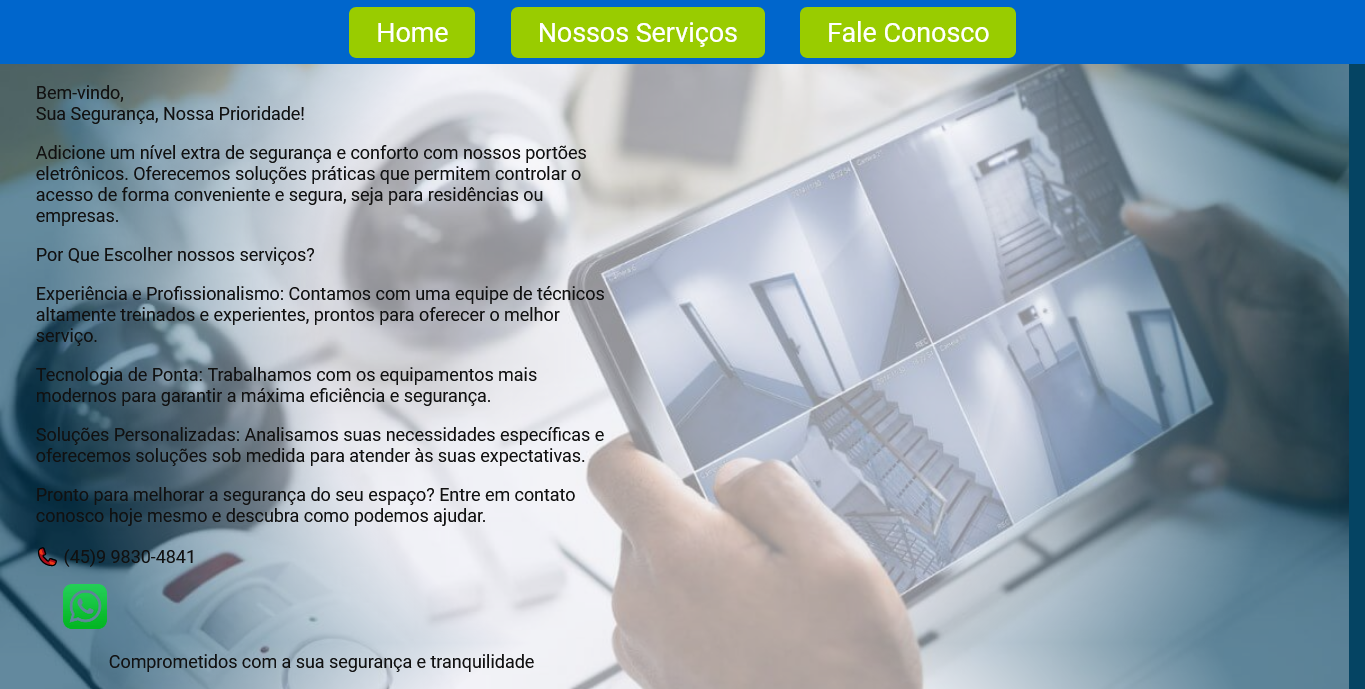 Home
Nossos Serviços
Fale Conosco
Bem-vindo,
Sua Segurança, Nossa Prioridade!
Adicione um nível extra de segurança e conforto com nossos portões
eletrônicos. Oferecemos soluções práticas que permitem controlar o
acesso de forma conveniente e segura, seja para residências ou
empresas.
Por Que Escolher nossos serviços?
Experiência e Profissionalismo: Contamos com uma equipe de técnicos
altamente treinados e experientes, prontos para oferecer o melhor
serviço.
Tecnologia de Ponta: Trabalhamos com os equipamentos mais
modernos para garantir a máxima eficiência e segurança.
Soluções Personalizadas: Analisamos suas necessidades específicas e
oferecemos soluções sob medida para atender às suas expectativas.
Pronto para melhorar a segurança do seu espaço? Entre em contato
conosco hoje mesmo e descubra como podemos ajudar.
(45)9 9830-4841
Comprometidos com a sua segurança e tranquilidade
REC
REC